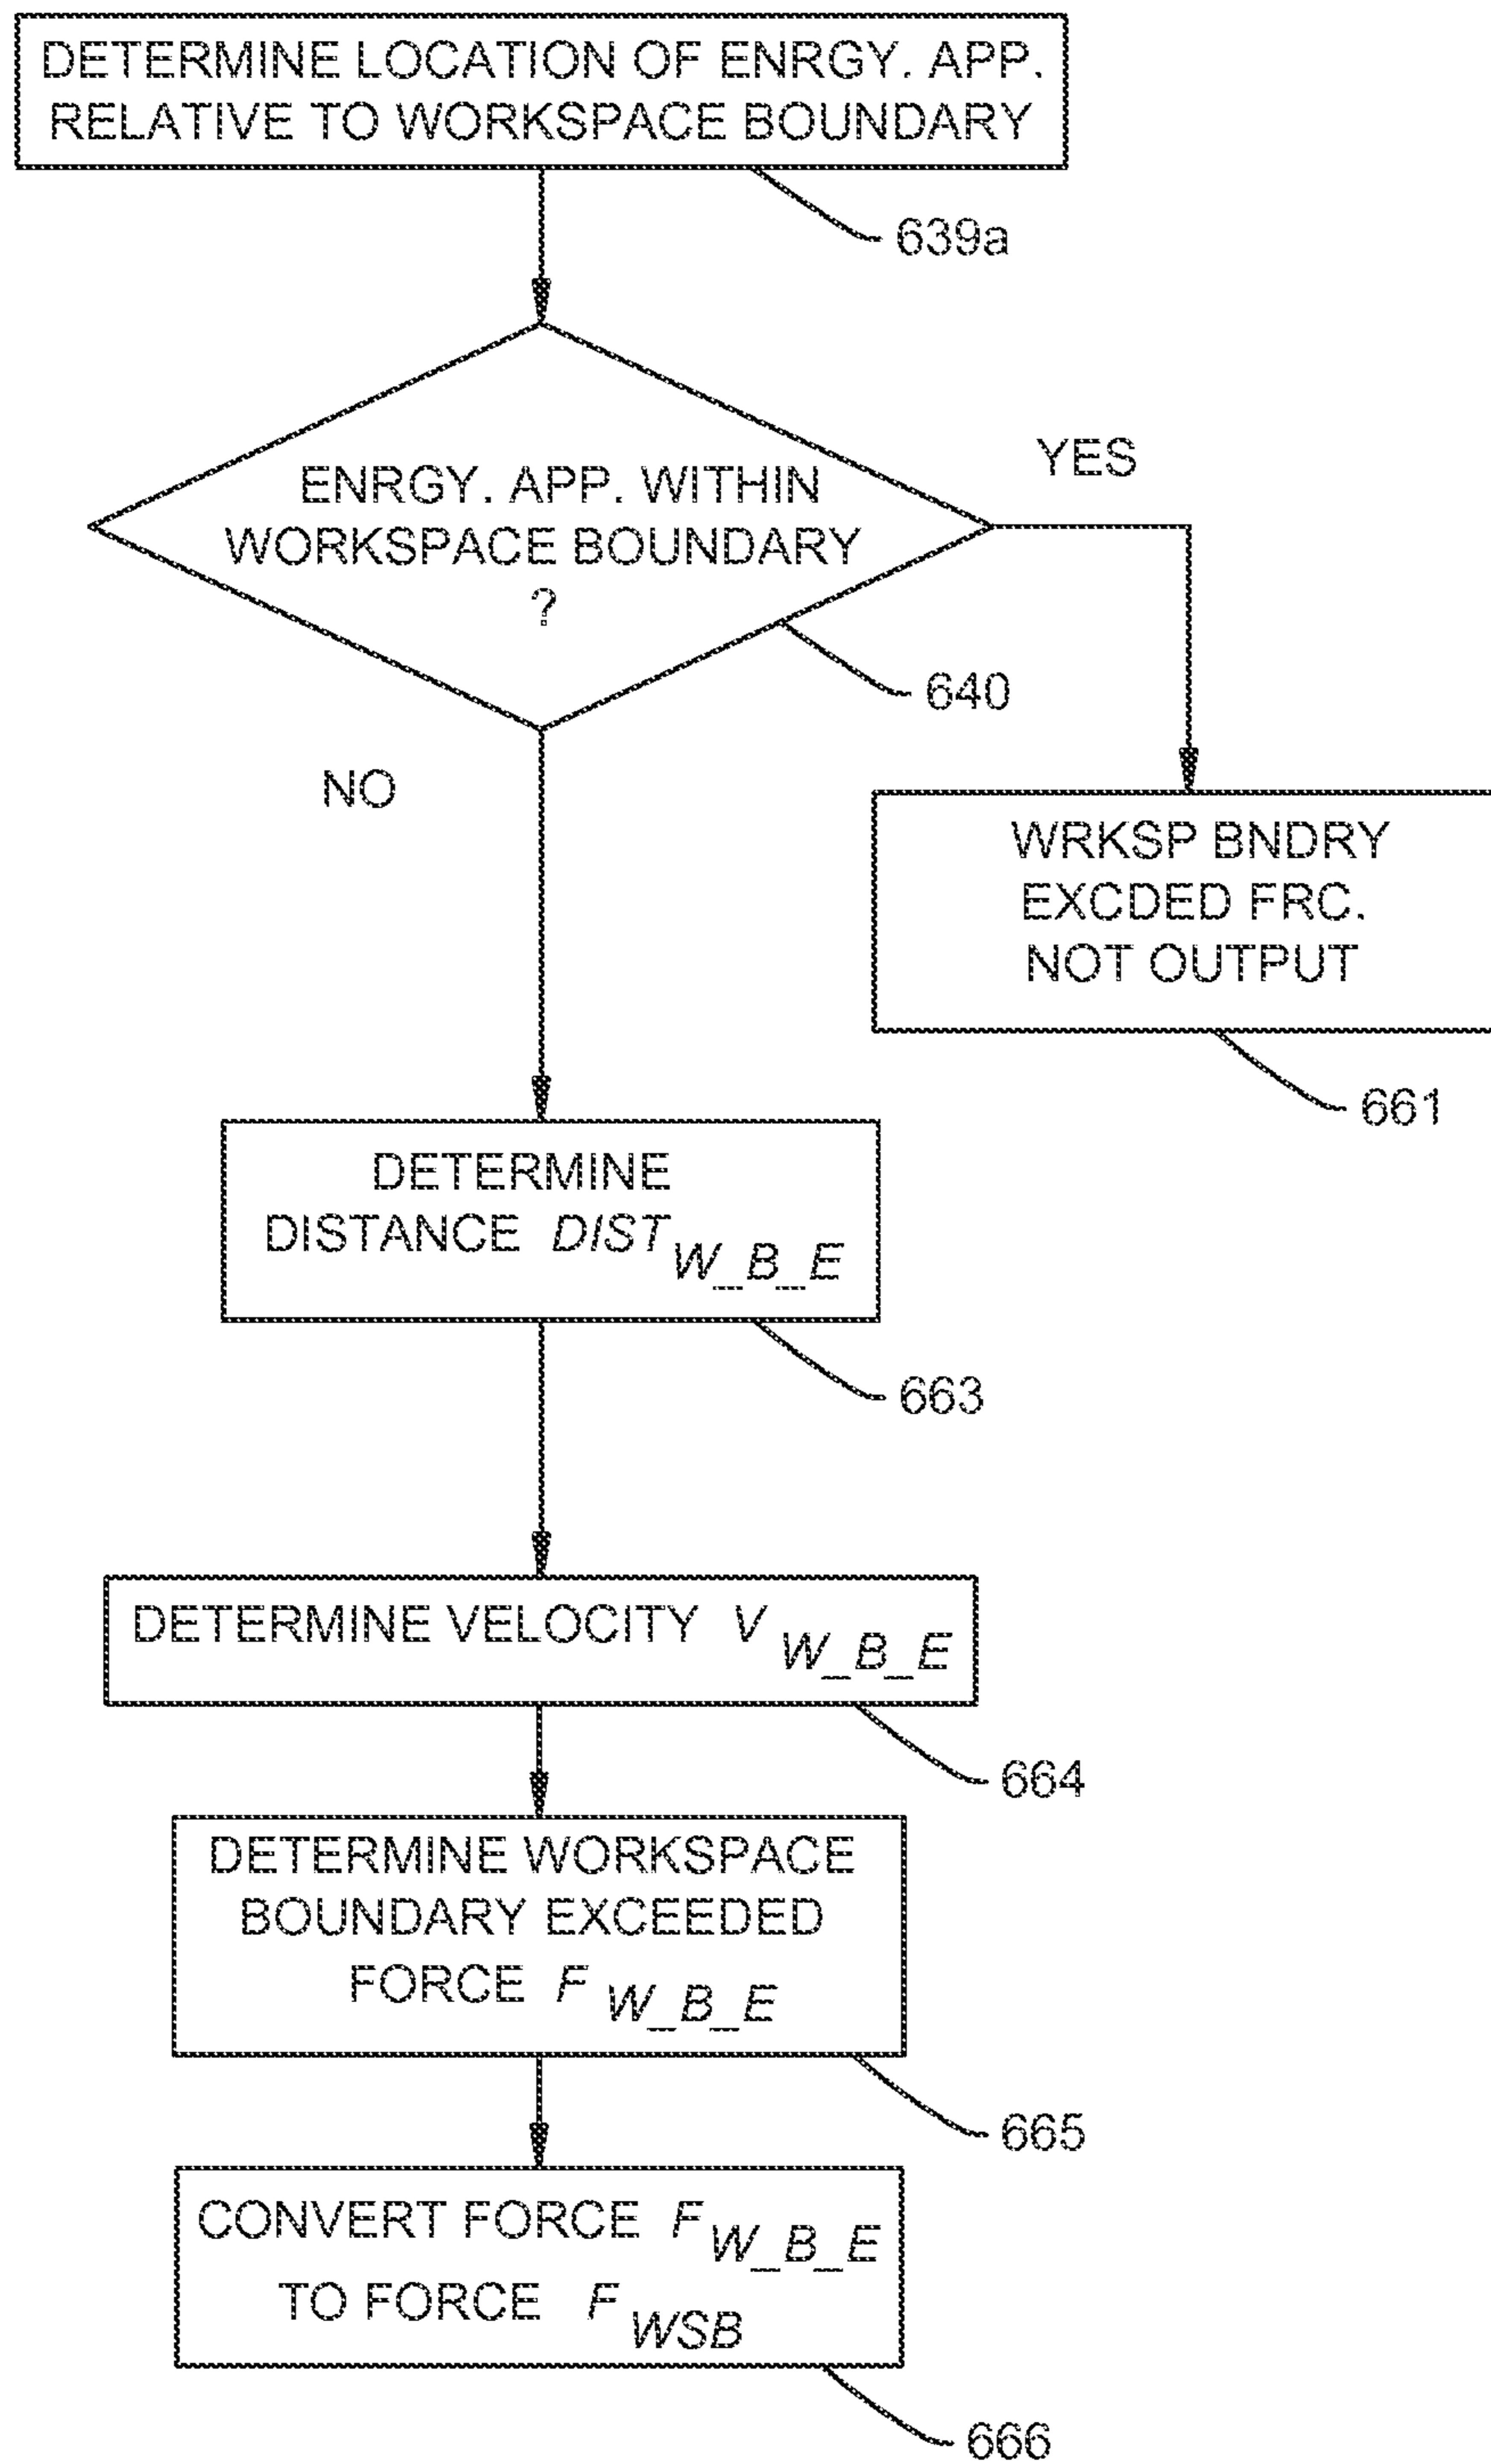 DETERMINE LOCATION OF ENRGY. APP.
RELATIVE TO WORKSPACE BOUNDARY
639a
ENRGY. APP. WITHIN
WORKSPACE BOUNDARY
?
YES
640
NO
WRKSP BNDRY
EXCDED FRC.
NOT OUTPUT
661
DETERMINE
DISTANCE DIST W_B_E
663
DETERMINE VELOCITY V W_B_E
664
DETERMINE WORKSPACE
BOUNDARY EXCEEDED
FORCE F W_B_E
665
CONVERT FORCE F W_B_E
TO FORCE F WSB
666